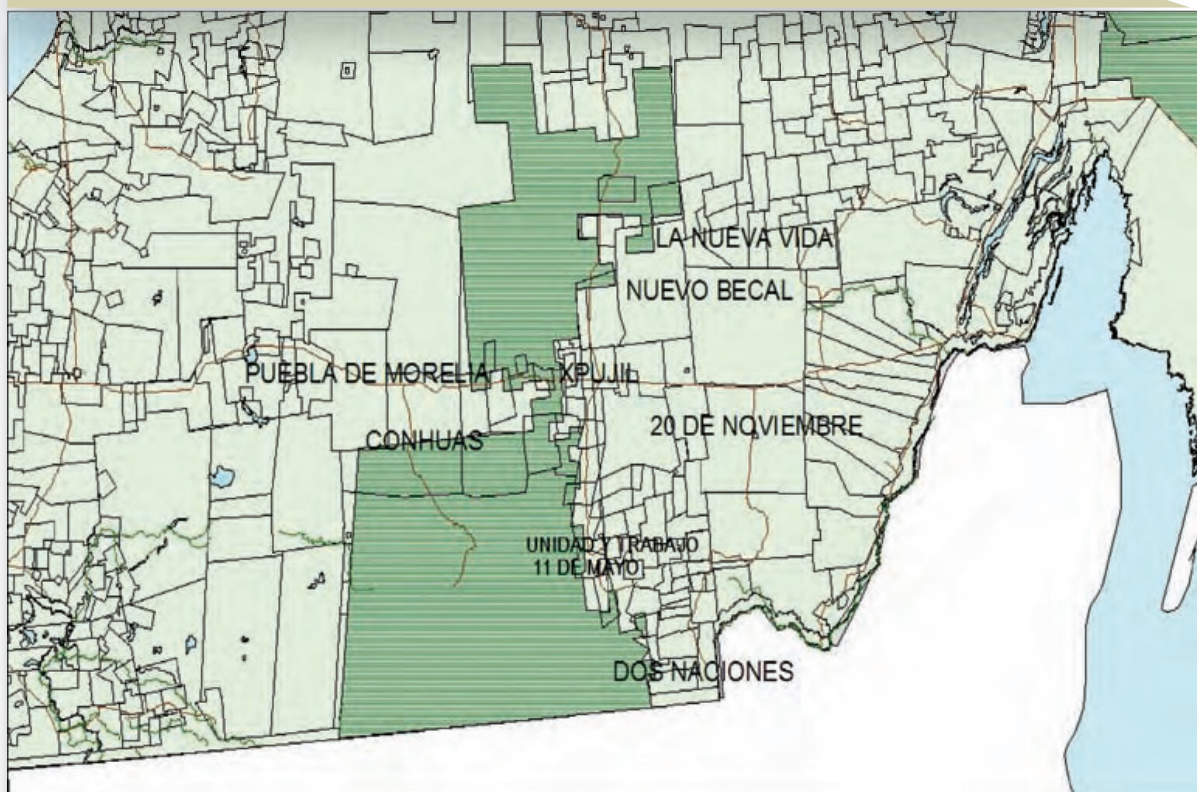 LA NUEVA VIDA
NUEVO BECAL
PUEBLA DE MORELIA
XPUJIL
20 DE NOVIEMBRE
CONHUAS
UNIDAD Y TRABAJO
11 DE MAYO
DOS NACIONES